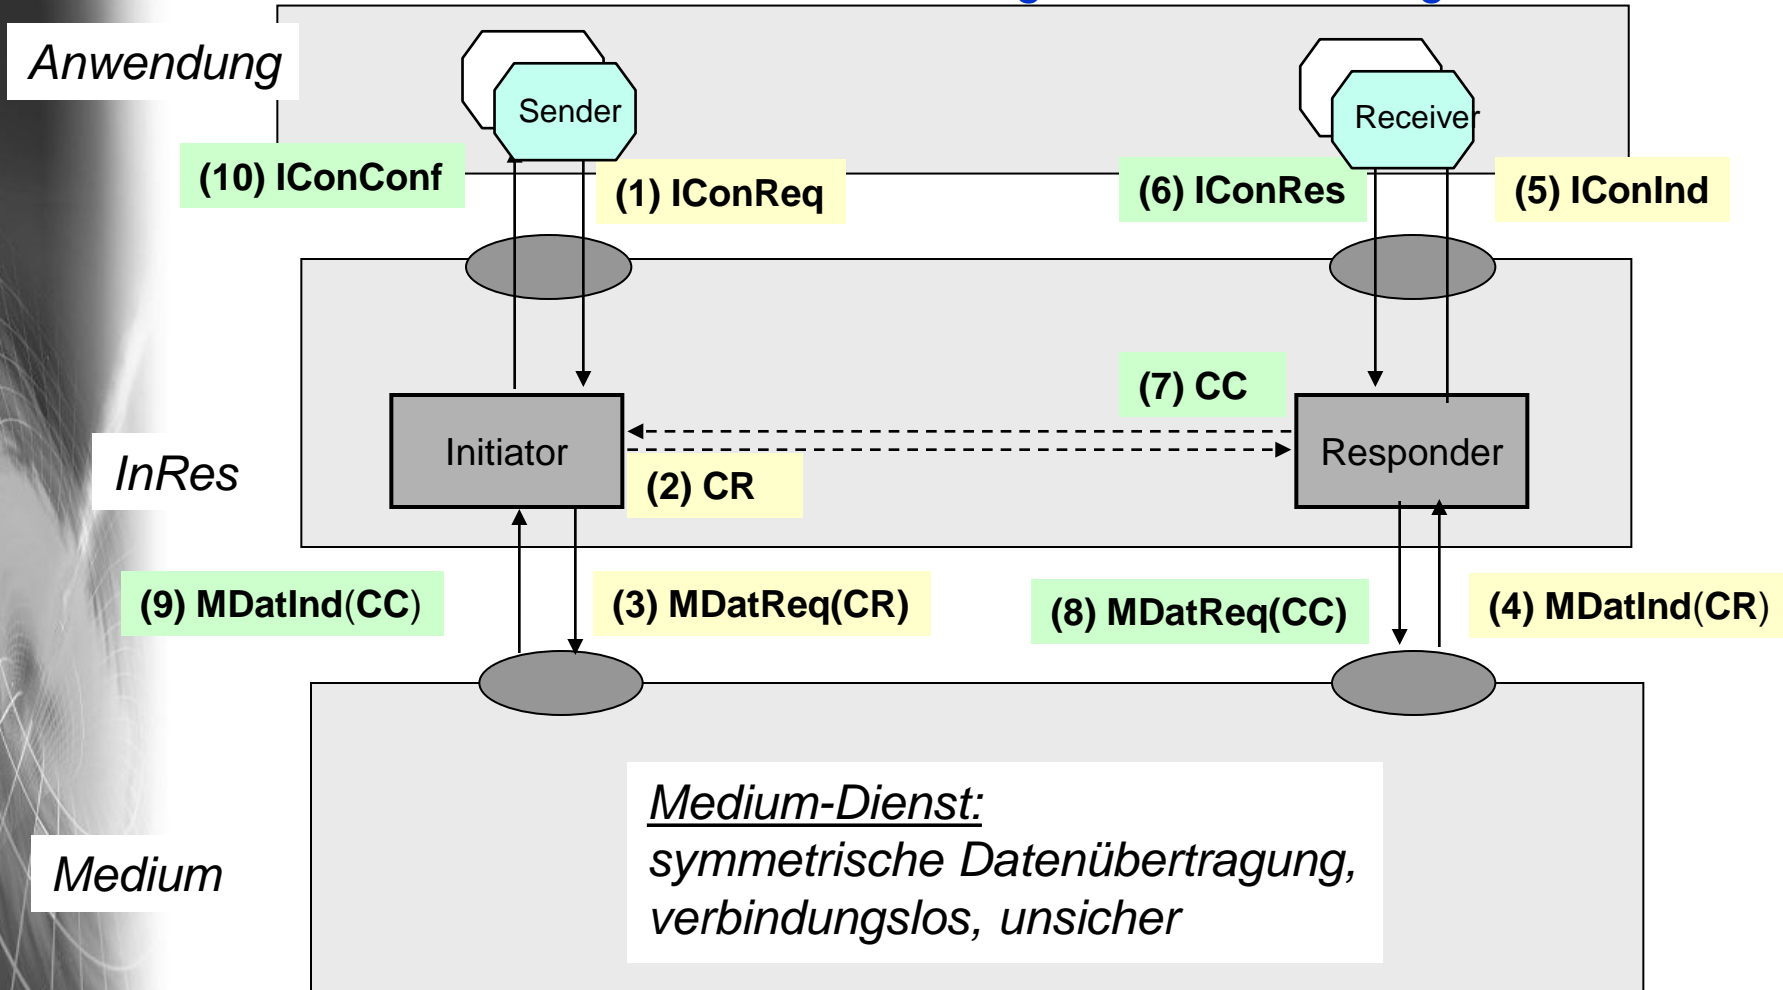 Anwendung
Sender
Receiver
(10) IConConf
(1) IConReq
(6) IConRes
(5) IConInd
(7) CC
Initiator
Responder
InRes
(2) CR
(9) MDatInd(CC)
(3) MDatReq(CR)
(8) MDatReq(CC)
(4) MDatInd(CR)
Medium-Dienst:
symmetrische Datenübertragung,
verbindungslos, unsicher
Medium